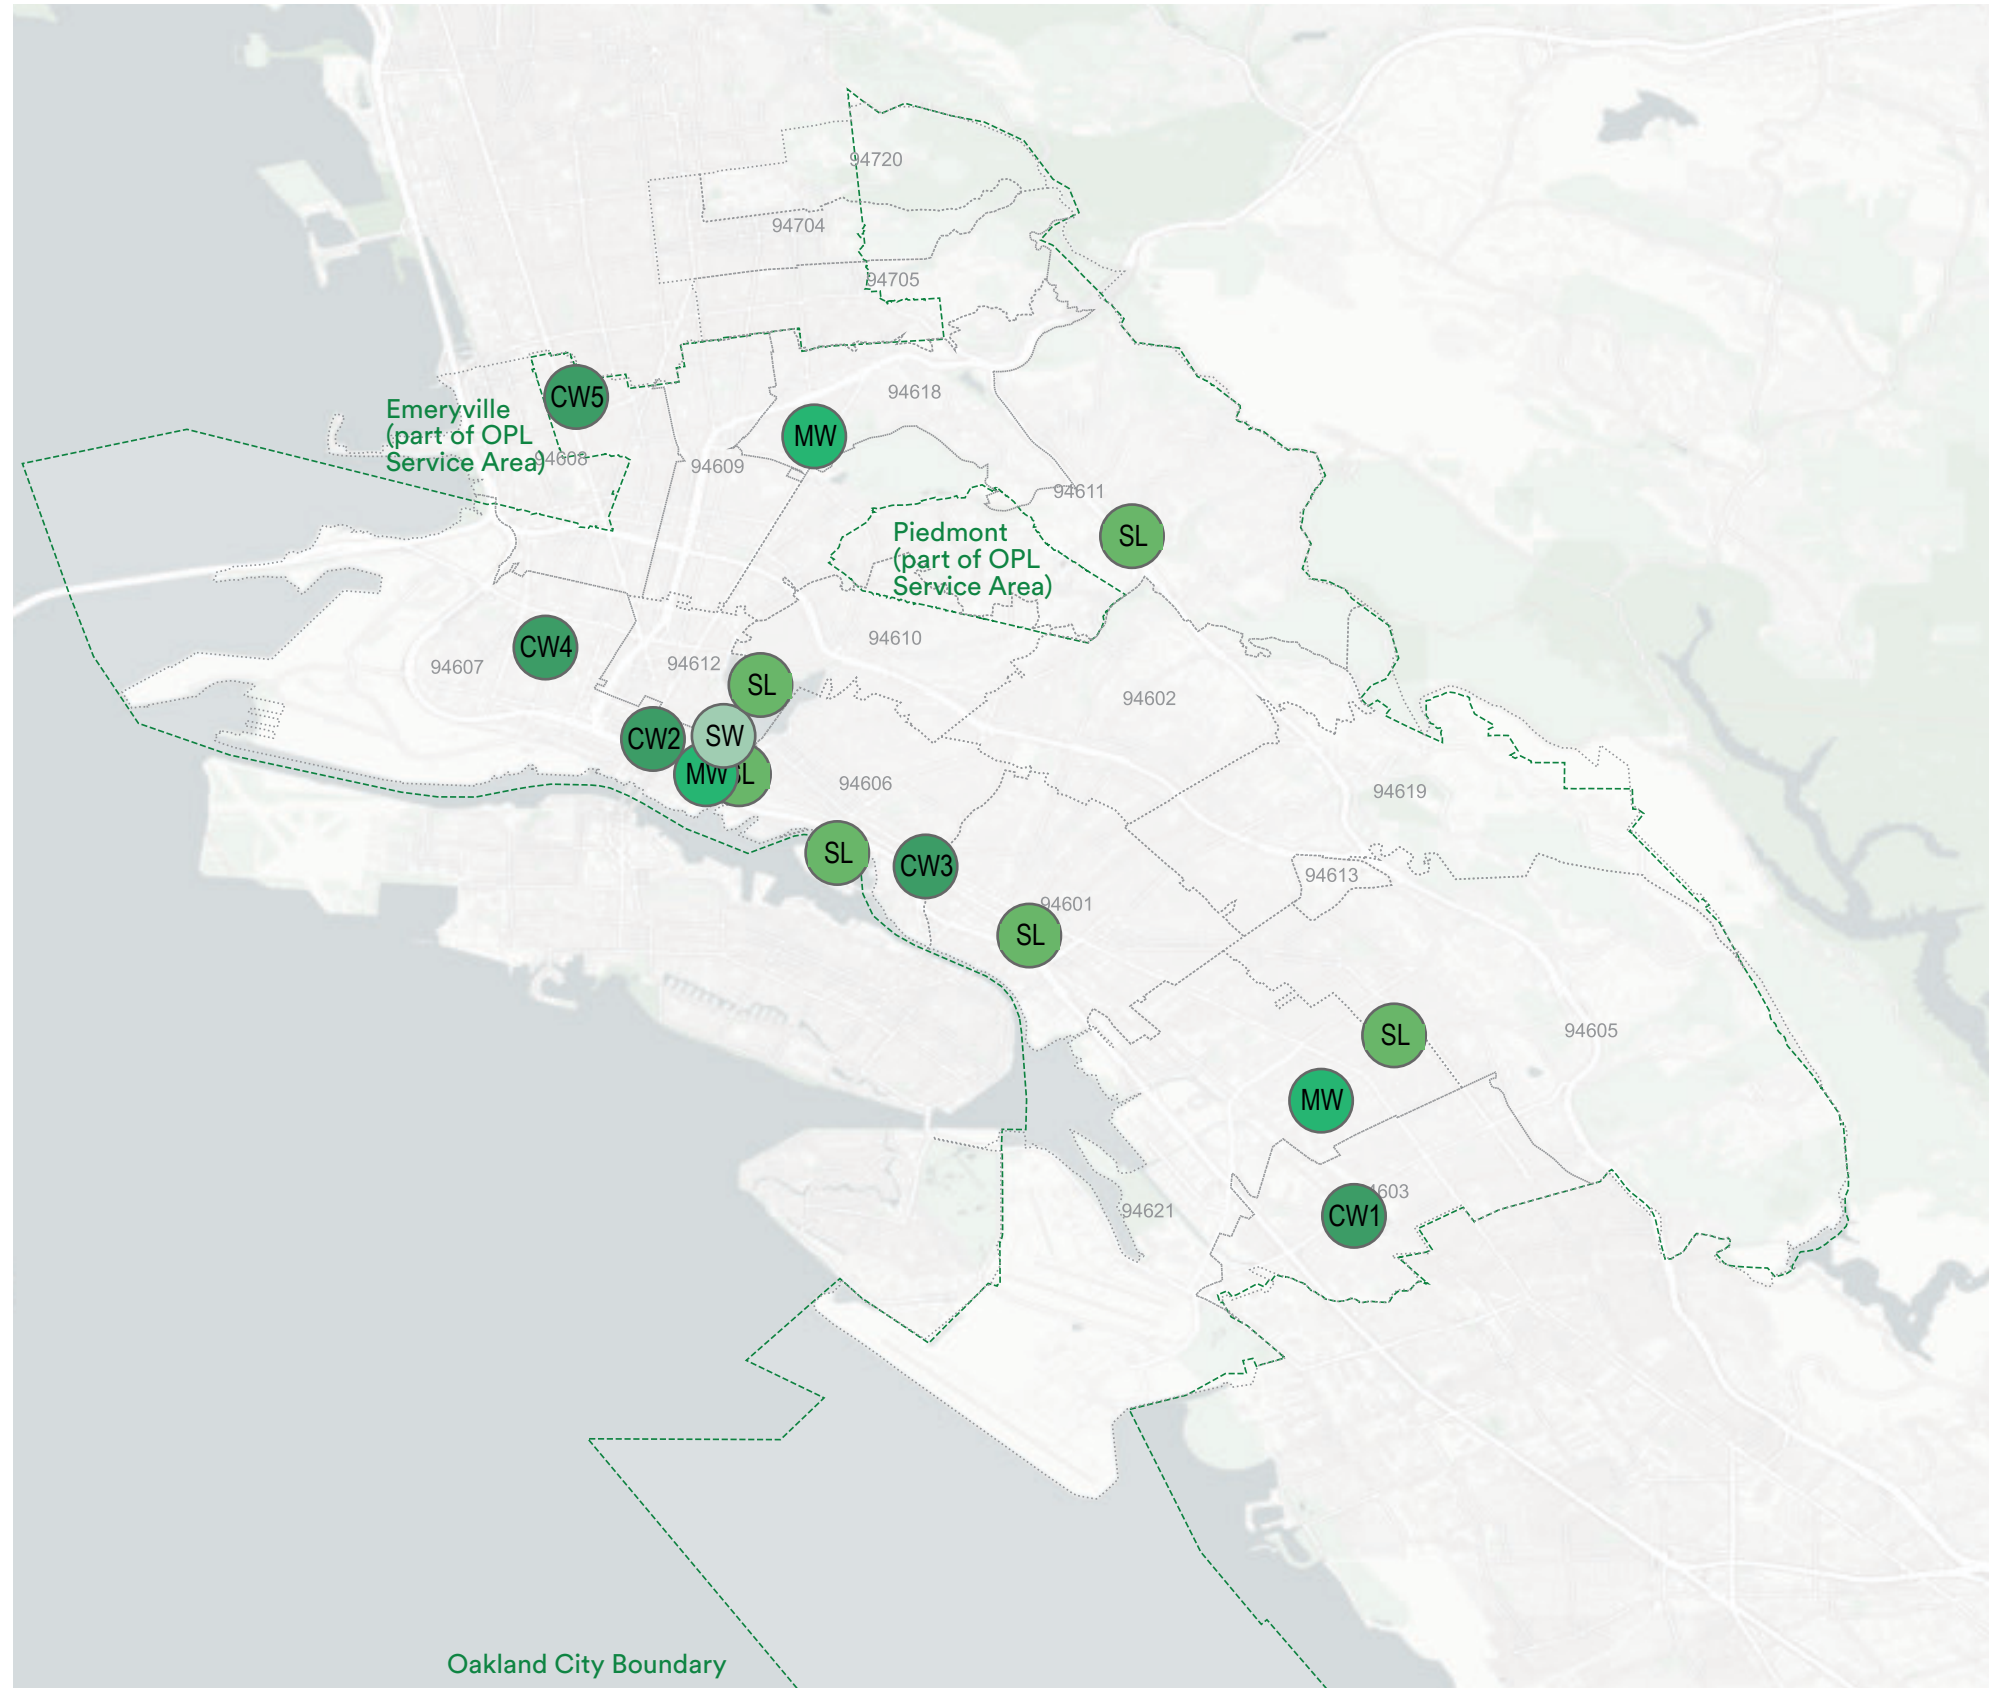 94720
94704
94705
CW5
94618
Emeryville
(part of OPL
Service Area)
94608
MW
94609
94611
Piedmont
(part of OPL
Service Area)
SL
94610
CW4
94607
94612
SL
94602
CW2
SW
MW
SL
94606
94619
SL
CW3
94613
94601
SL
SL
94605
MW
94603
CW1
94621
Oakland City Boundary